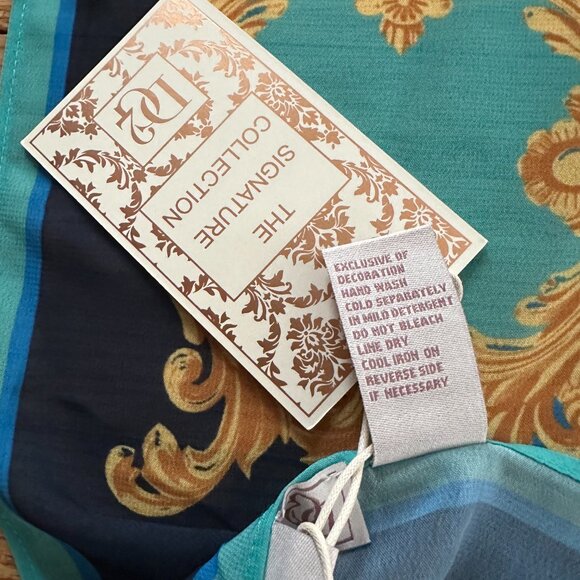 THE
SIGNATURE
COLLECTION
EXCLUSIVE OF
DECORATION
HAND WASH
COLD SEPARATELY
IN MILD DETERGENT
DO NOT BLEACH
LINE DRY
COOL IRON ON
REVERSE SIDE
IF NECESSARY